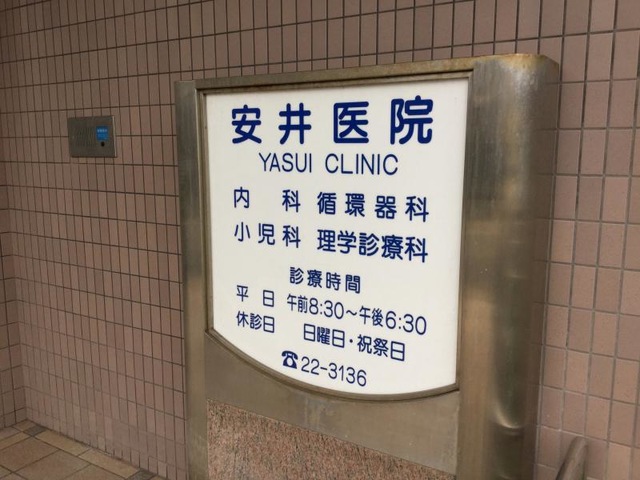 安井医院
YASUI CLINIC
内科 循環器科
小児科 理学診療科
診療時間
平日 午前8:30～午後6:30
休診日 日曜日・祝祭日
☎22-3136